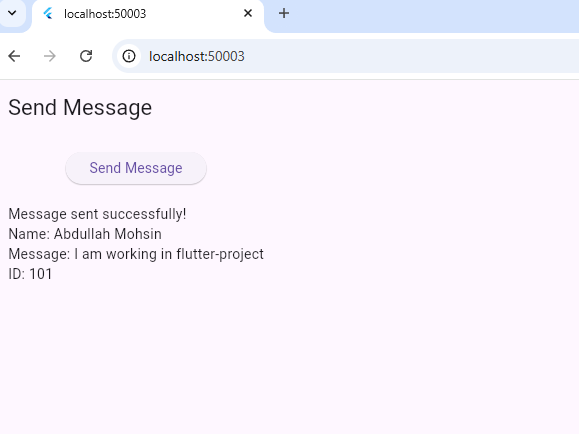 localhost:50003
localhost:50003
Send Message
Send Message
Message sent successfully!
Name: Abdullah Mohsin
Message: I am working in flutter-project
ID: 101